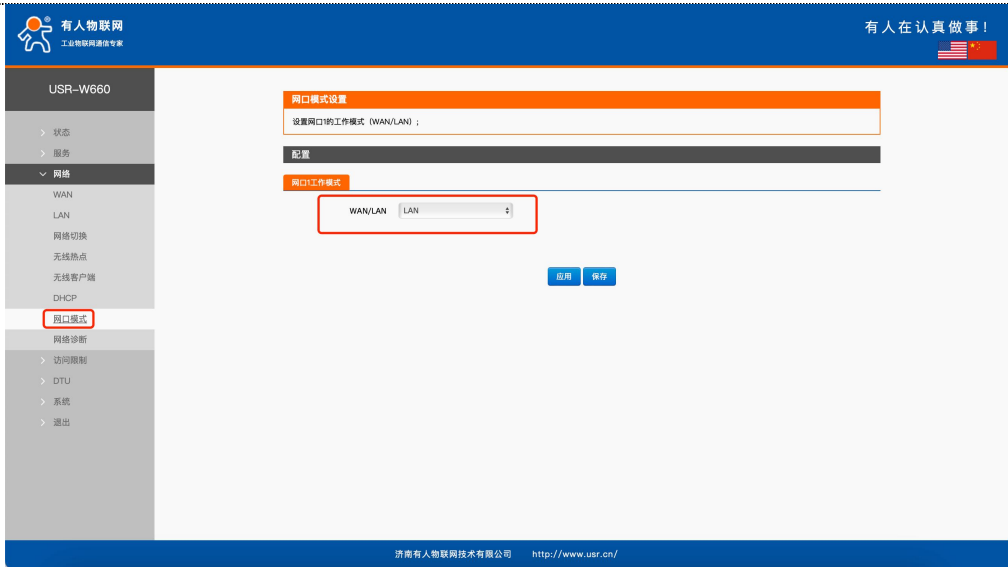 有人物联网
工业物联网通信专家
有人在认真做事!
USR-W660
状态
服务
网络
WAN
LAN
网络切换
无线热点
无线客户端
DHCP
网口模式
网络诊断
访问限制
DTU
系统
退出
网口模式设置
设置网口1的工作模式（WAN/LAN）;
配置
网口1工作模式
WAN/LAN LAN
应用 保存
济南有人物联网技术有限公司 http://www.usr.cn/